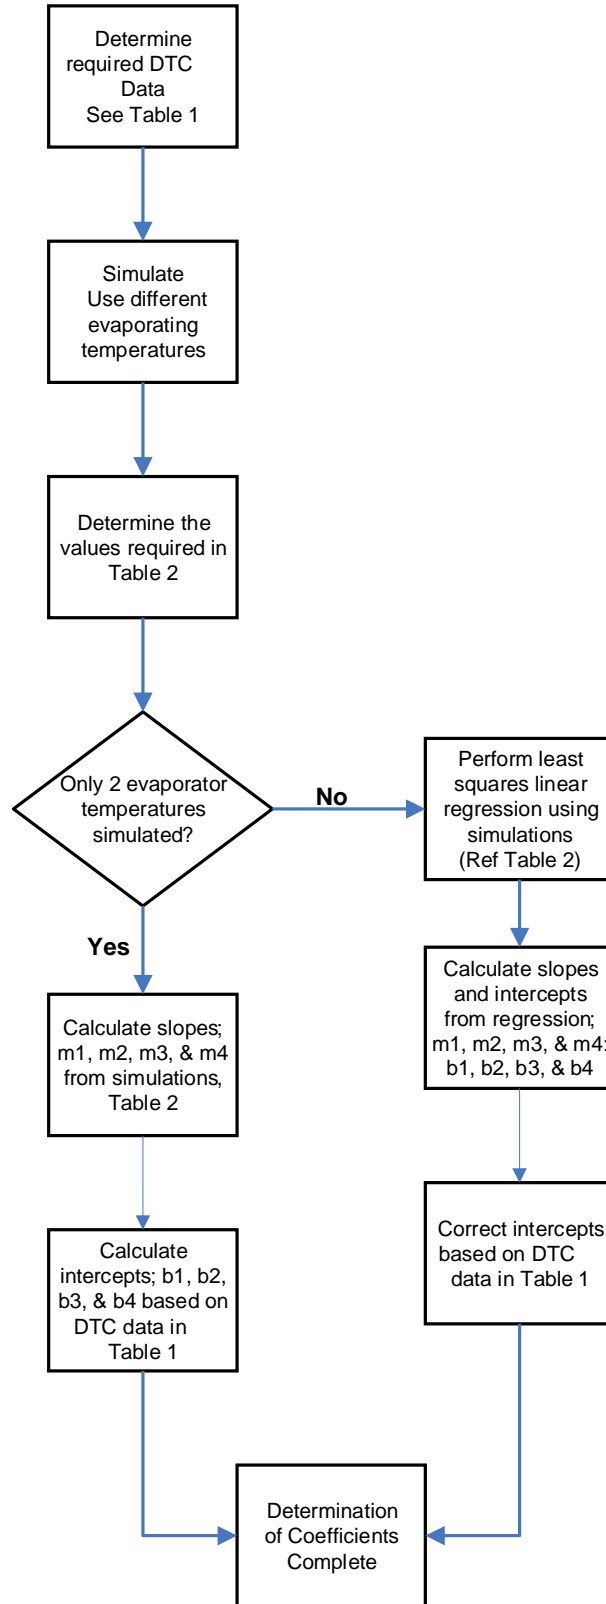 Determine
required DTC
Data
See Table 1
Simulate
Use different
evaporating
temperatures
Determine the
values required in
Table 2
Only 2 evaporator
temperatures
simulated?
No
Perform least
squares linear
regression using
simulations
(Ref Table 2)
Yes
Calculate slopes
and intercepts
from regression;
m1, m2, m3, & m4:
b1, b2, b3, & b4
Calculate slopes;
m1, m2, m3, & m4
from simulations,
Table 2
Correct intercepts
based on DTC
data in Table 1
Calculate
intercepts; b1, b2,
b3, & b4 based on
DTC data in
Table 1
Determination
of Coefficients
Complete